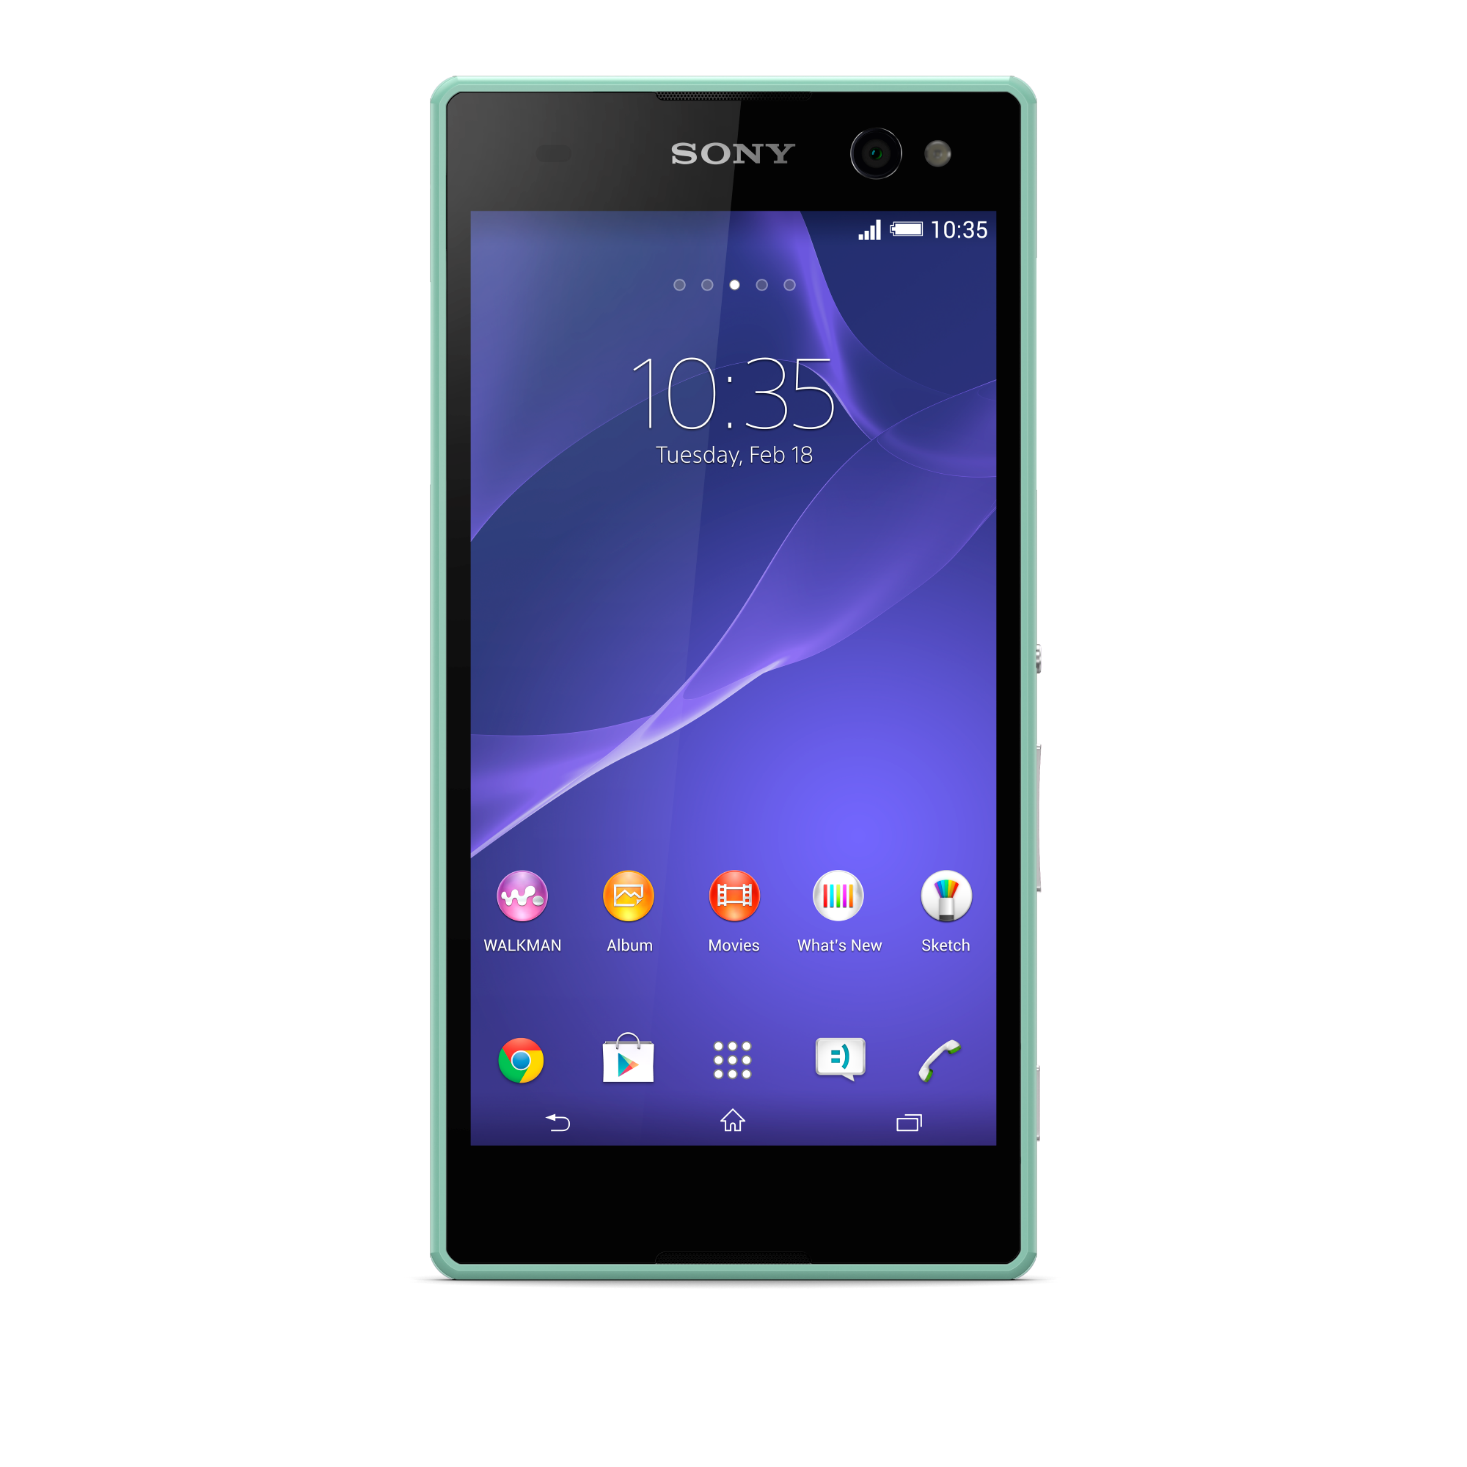 SONY
10:35
10:35
Tuesday, Feb 18
WALKMAN
Album
Movies
What's New
Sketch